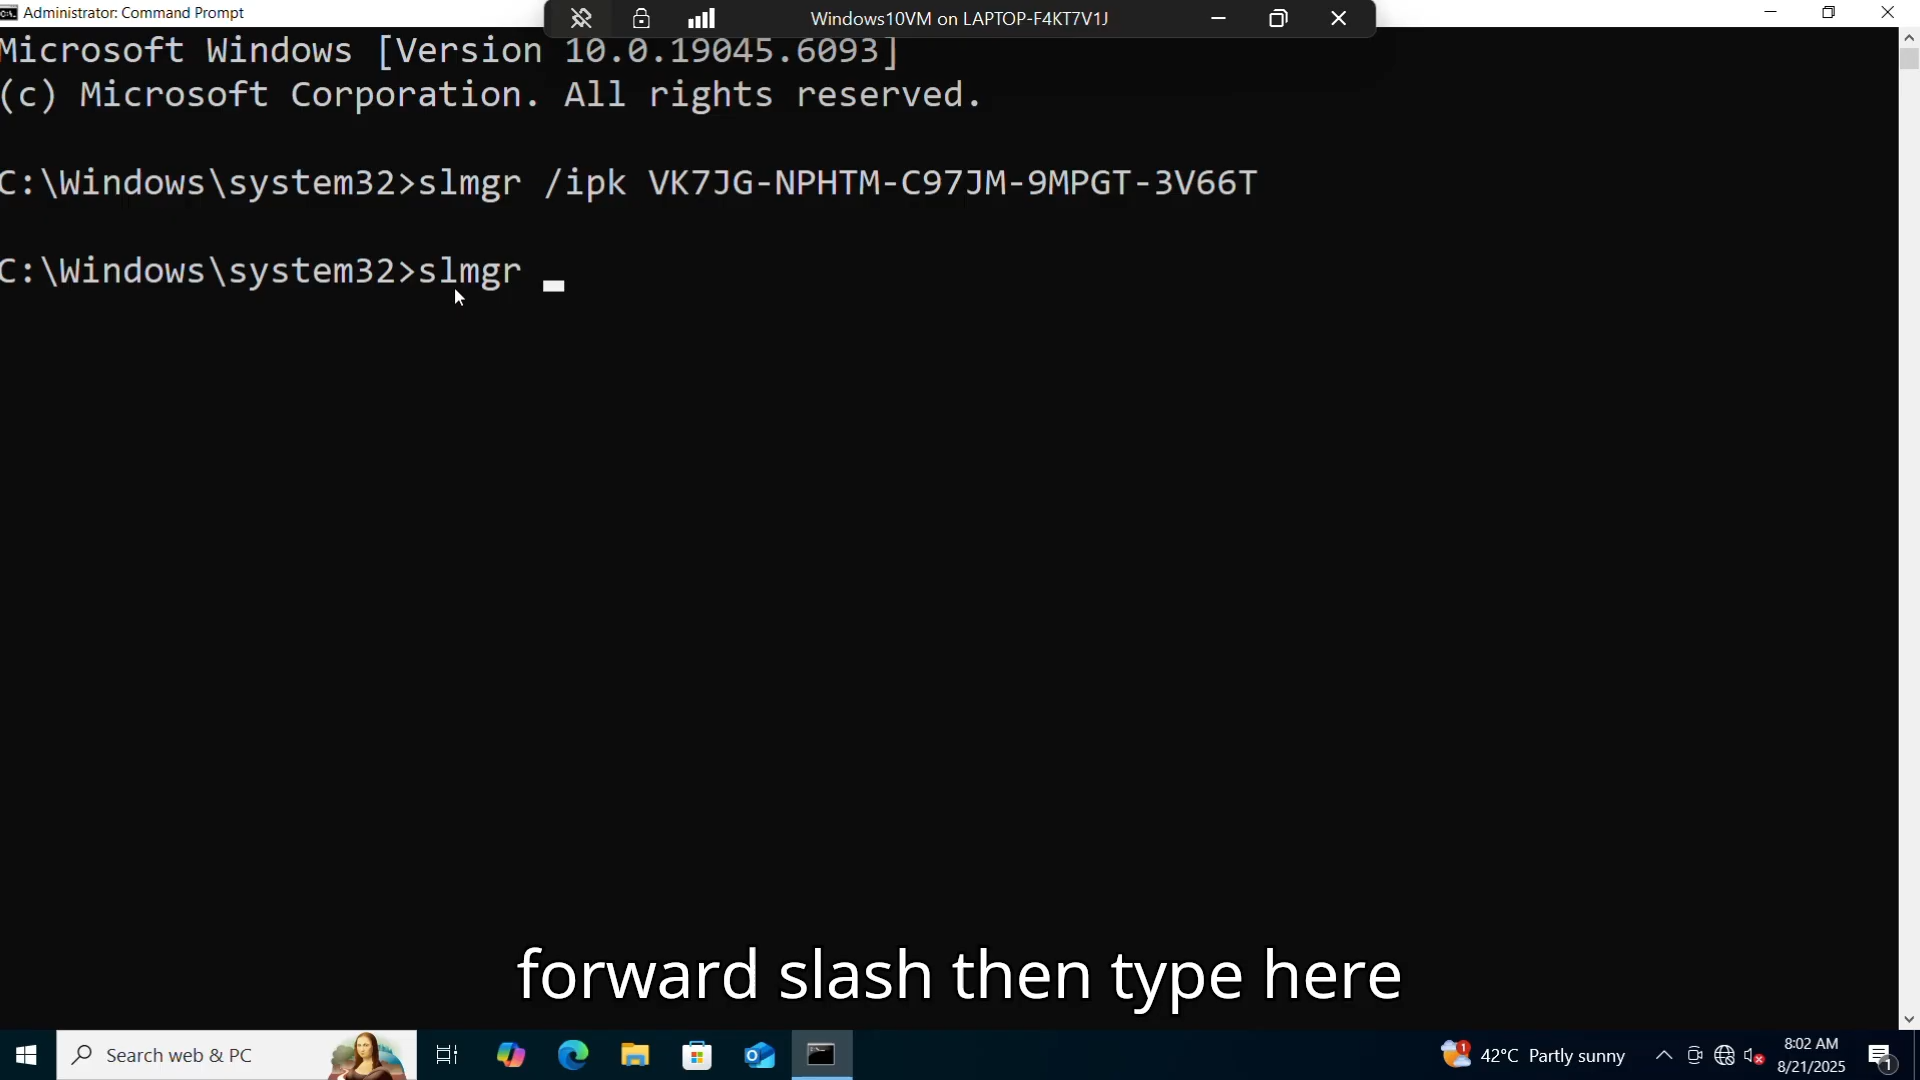 Administrator: Command Prompt
Windows10VM on LAPTOP-F4KT7V1J
Microsoft Windows [Version 10.0.19045.6093]
(c) Microsoft Corporation. All rights reserved.
C:\Windows\system32>slmgr /ipk VK7JG-NPHTM-C97JM-9MPGT-3V66T
C:\Windows\system32>slmgr
forward slash then type here
Search web & PC
1
42°C Partly sunny
8:02 AM
8/21/2025
1